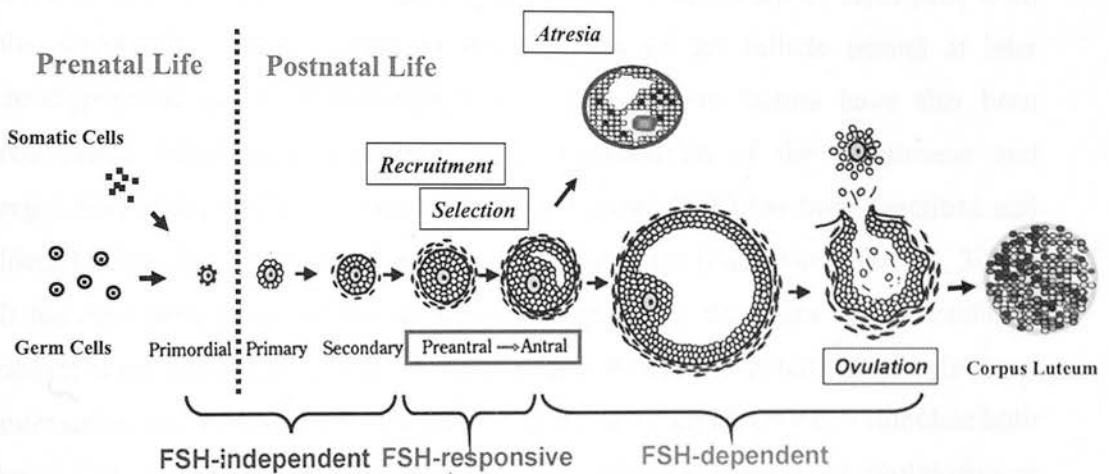 Atresia
Prenatal Life
Postnatal Life
Somatic Cells
Recruitment
Selection
Germ Cells
Primordial
Primary
Secondary
Preantral → Antral
Ovulation
Corpus Luteum
FSH-independent
FSH-responsive
FSH-dependent